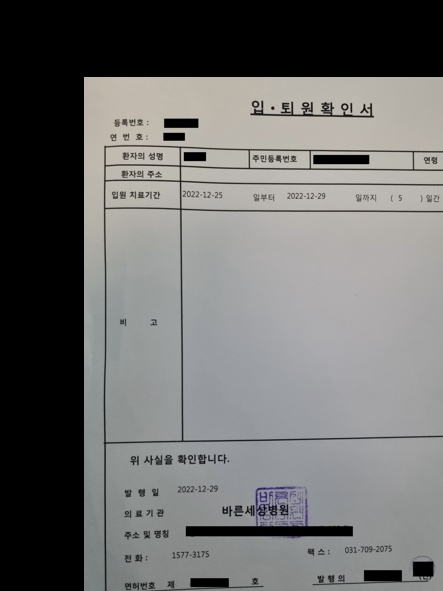 입·퇴원확인서
등록번호 :
연 번 호 :
환자의 성명 주민등록번호 연령
환자의 주소
입원 치료기간 2022-12-25 일부터 2022-12-29 일까지 ( 5 ) 일간
비 고
위 사실을 확인합니다.
발 행 일 2022-12-29
의 료 기 관 바른세상병원
주소 및 명칭
전 화 : 1577-3175 팩 스 : 031-709-2075
면허번호 제 호 발 행 의 (인)